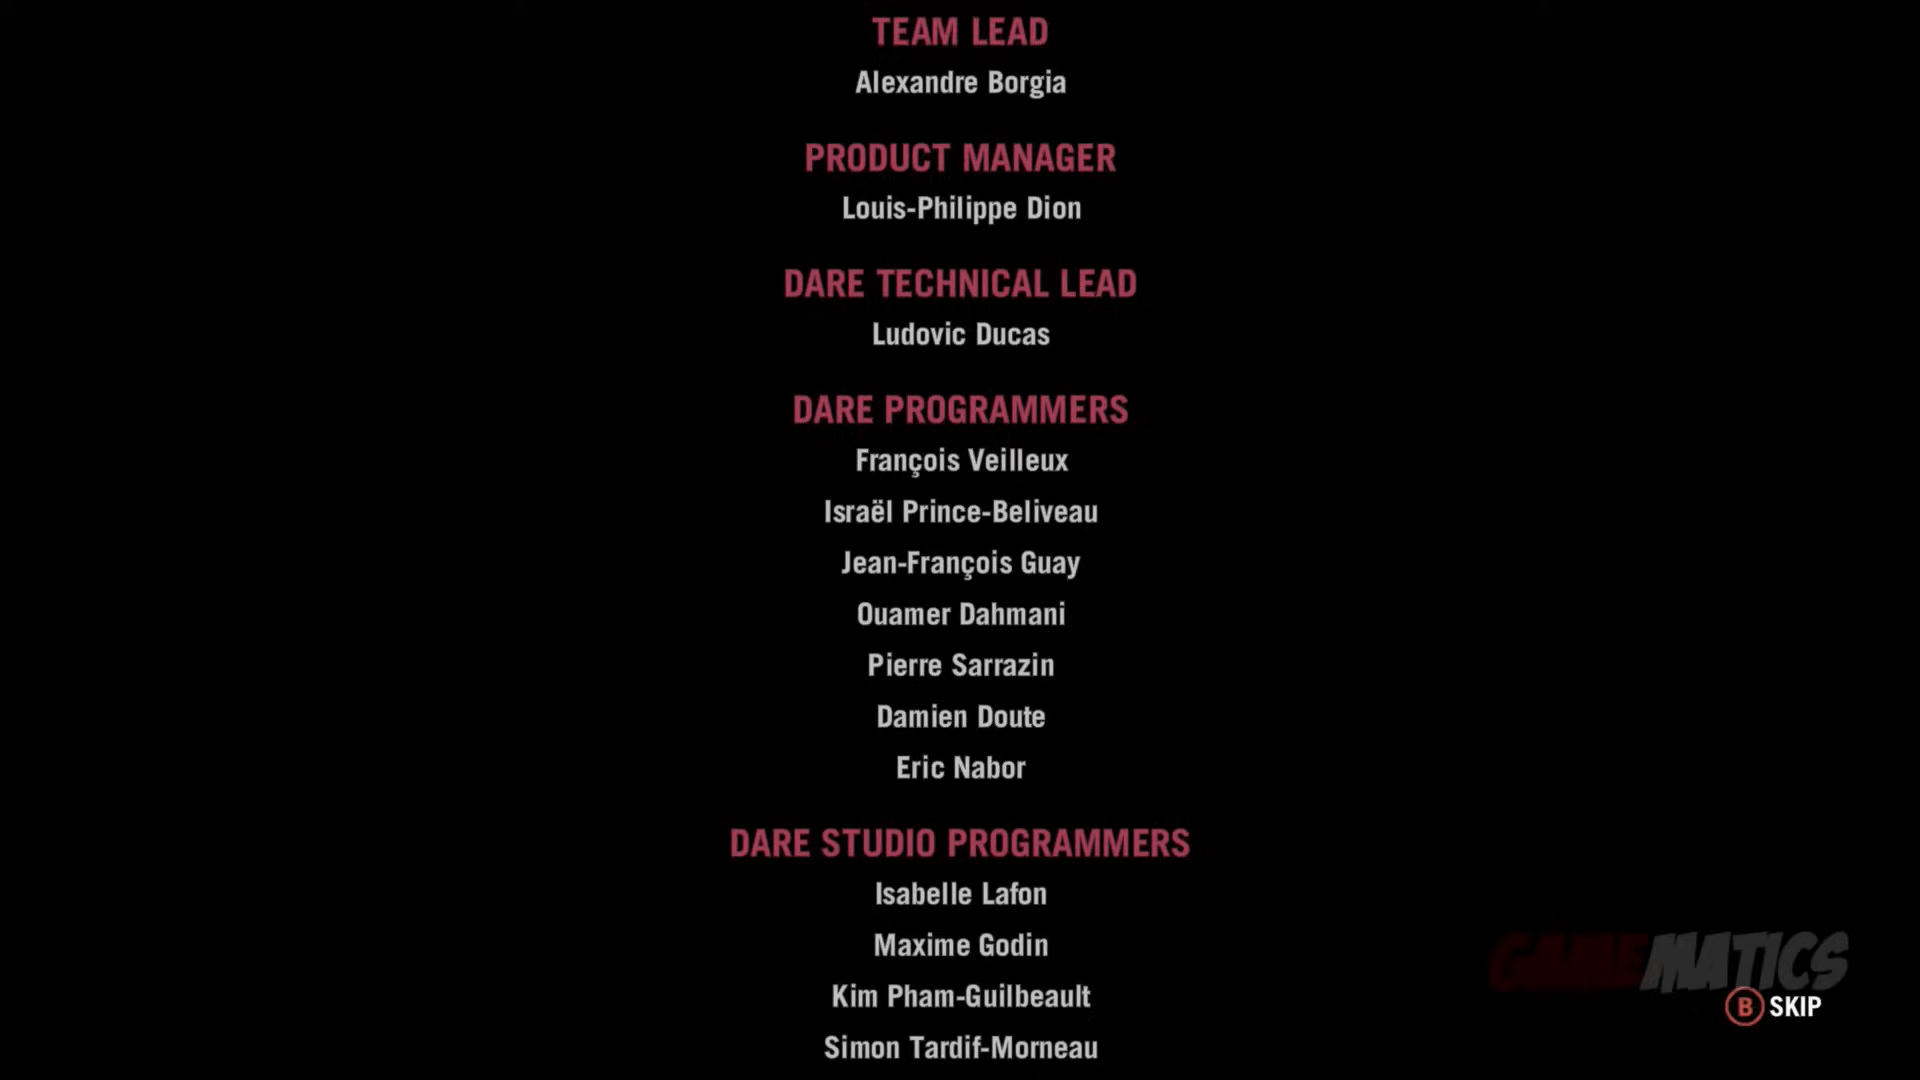 TEAM LEAD
Alexandre Borgia
PRODUCT MANAGER
Louis-Philippe Dion
DARE TECHNICAL LEAD
Ludovic Ducas
DARE PROGRAMMERS
François Veilleux
Israël Prince-Beliveau
Jean-François Guay
Ouamer Dahmani
Pierre Sarrazin
Damien Doute
Eric Nabor
DARE STUDIO PROGRAMMERS
Isabelle Lafon
Maxime Godin
Kim Pham-Guilbeault
Simon Tardif-Morneau
GAMEMATICS
B SKIP